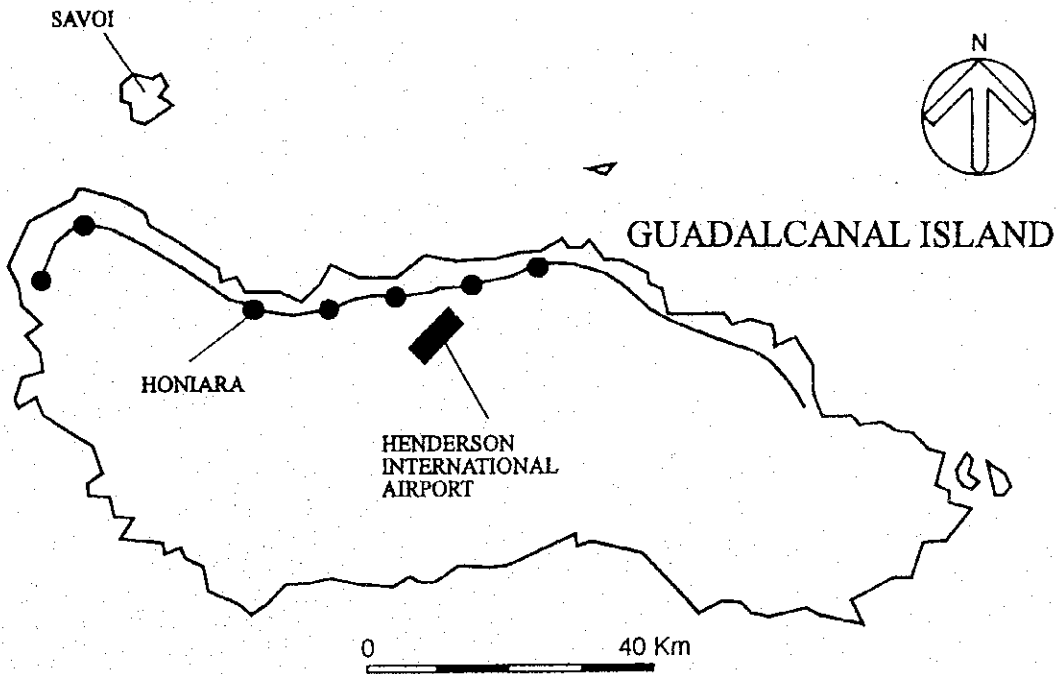 SAVOI
N
GUADALCANAL ISLAND
HONIARA
HENDERSON
INTERNATIONAL
AIRPORT
0 40 Km